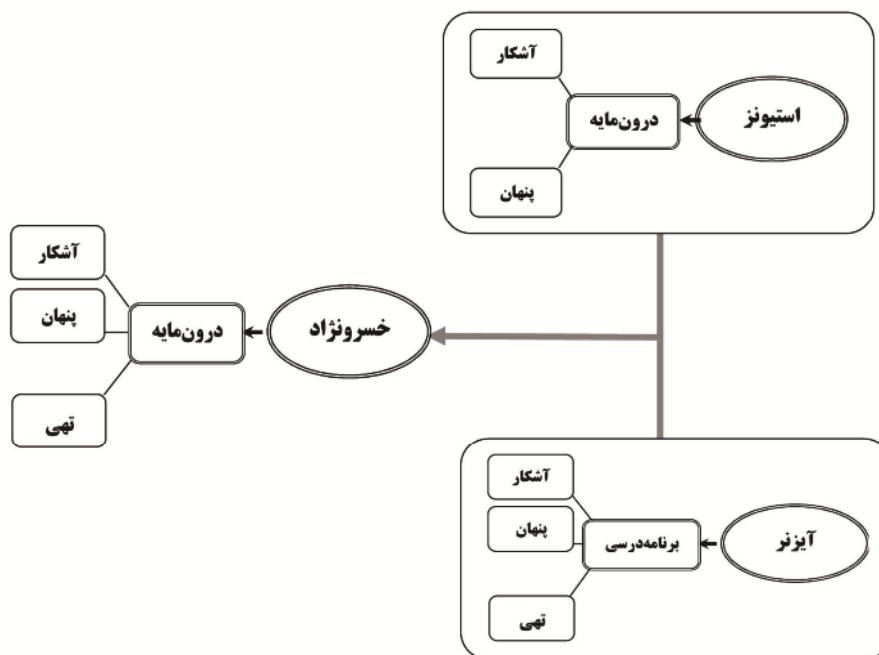 استیونز
درون‌مایه
آشکار
پنهان
خسرونژاد
درون‌مایه
آشکار
پنهان
تهی
آیزنر
برنامه‌درسی
آشکار
پنهان
تهی